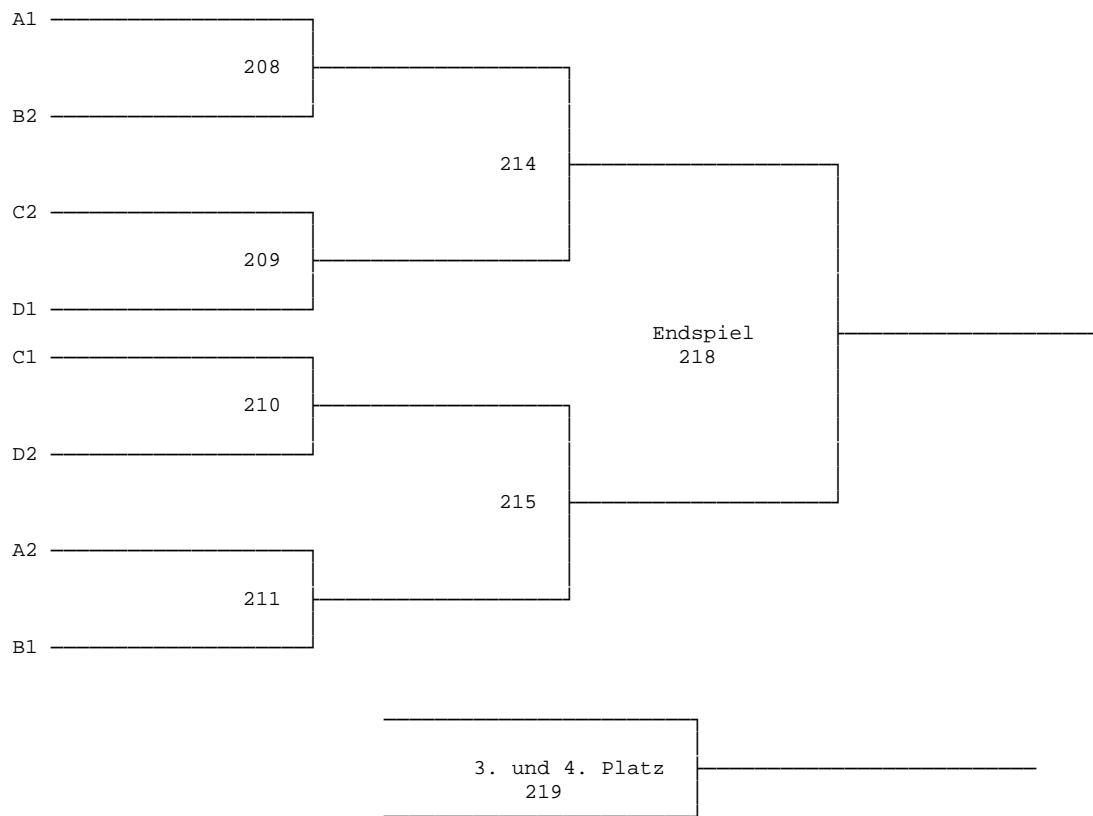 A1
208
B2
214
C2
209
D1
Endspiel
218
C1
210
D2
215
A2
211
B1
3. und 4. Platz
219